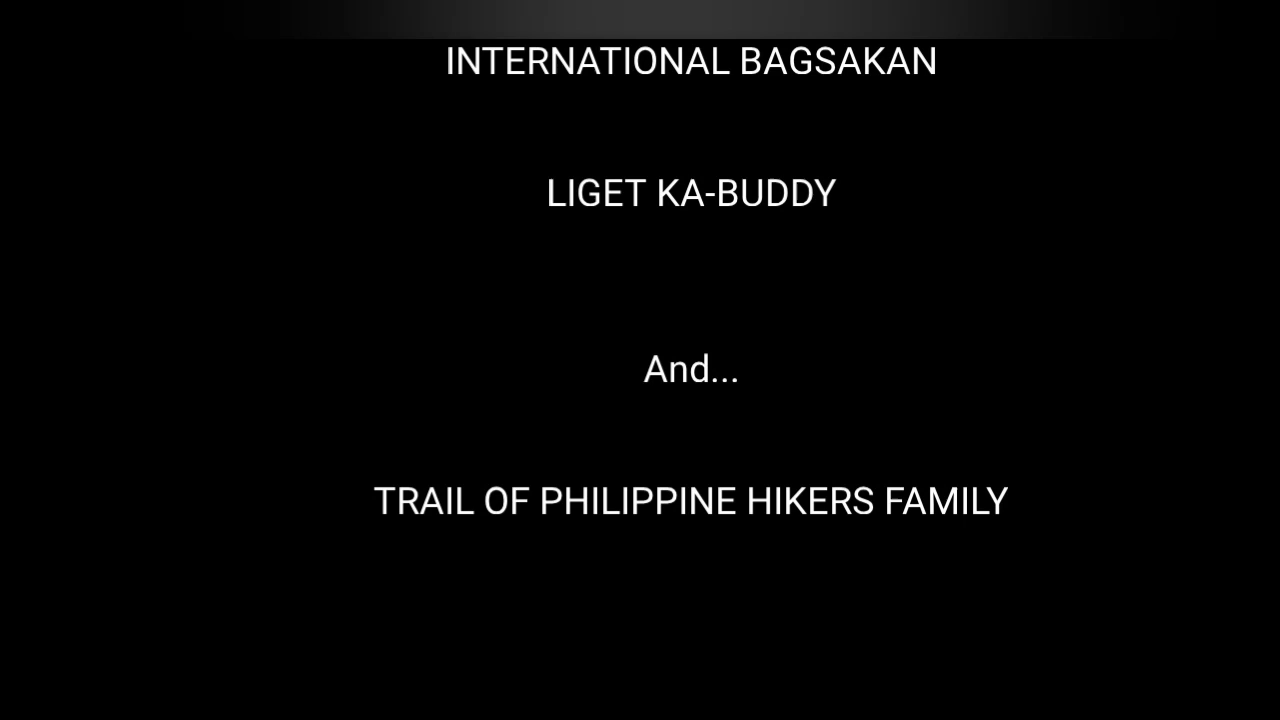 INTERNATIONAL BAGSAKAN
LIGET KA-BUDDY
And...
TRAIL OF PHILIPPINE HIKERS FAMILY